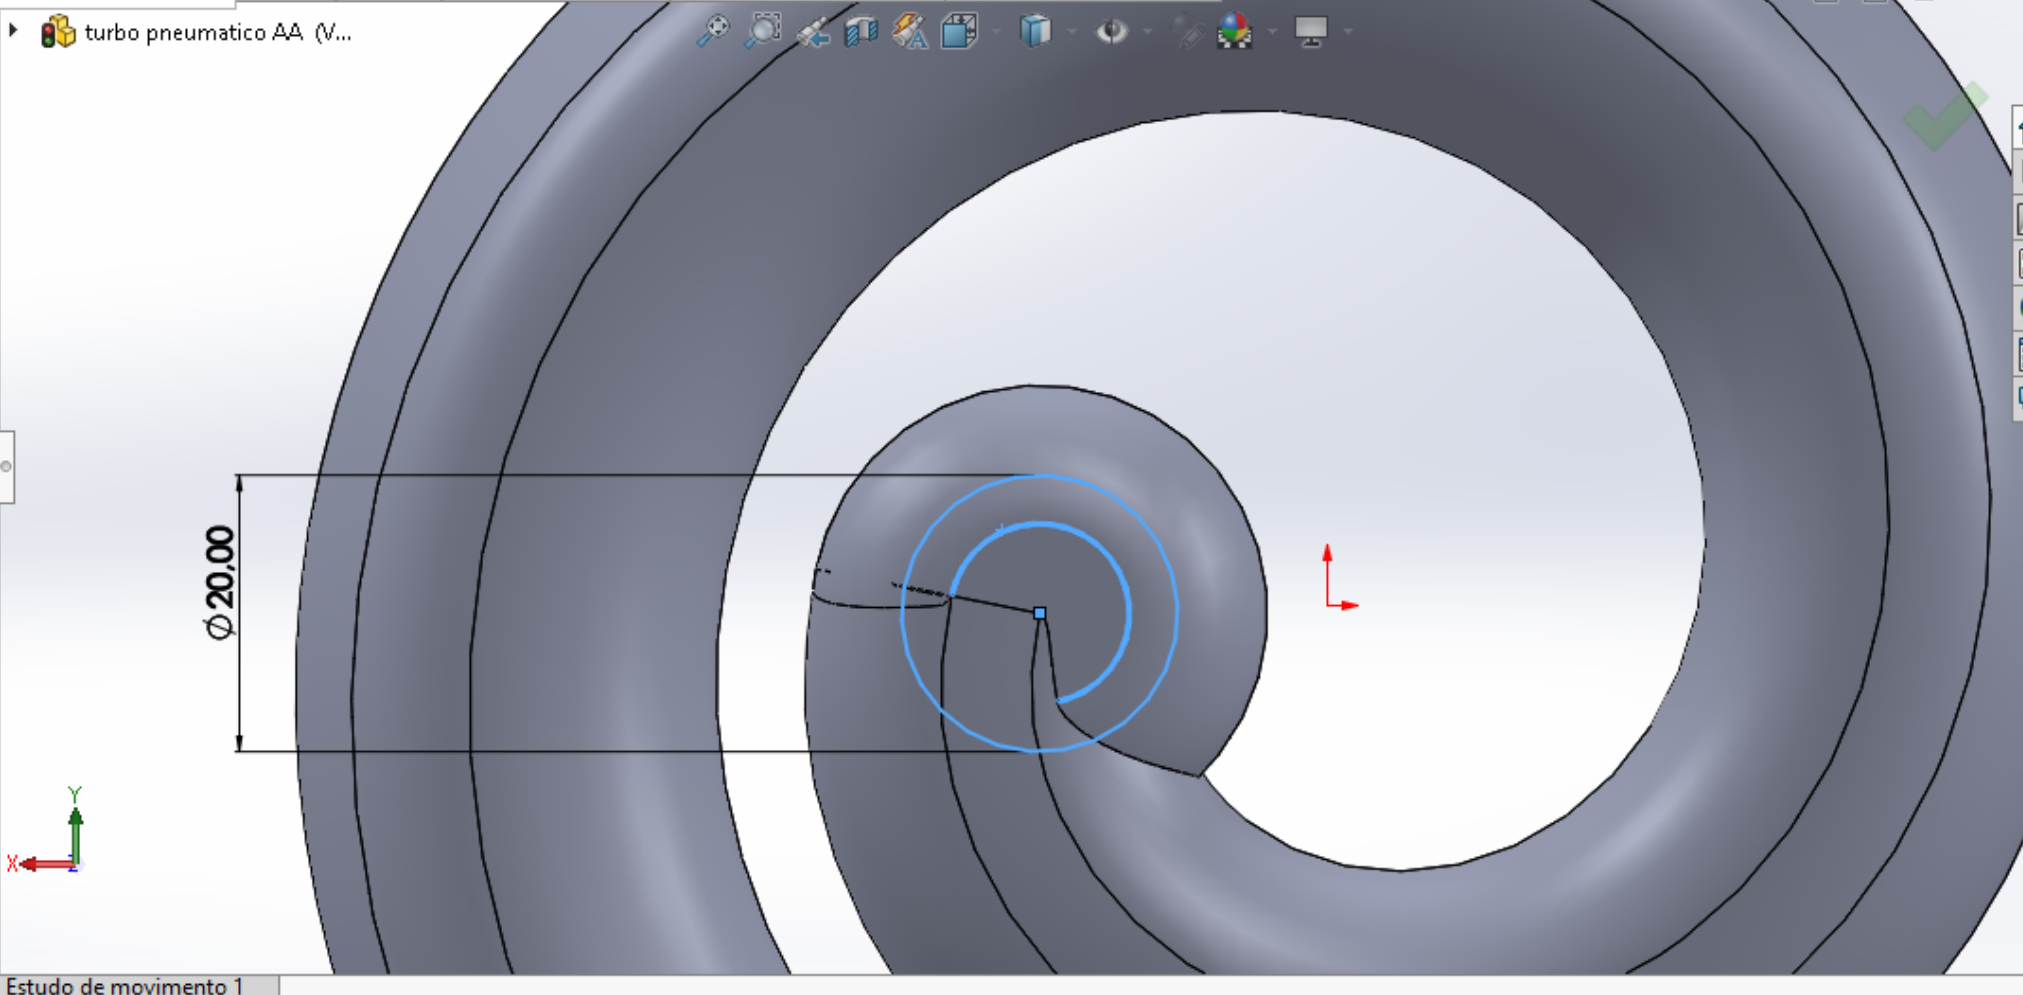 turbo pneumatico AA (V...
Ø20,00
Y
X
Z
Estudo de movimento 1